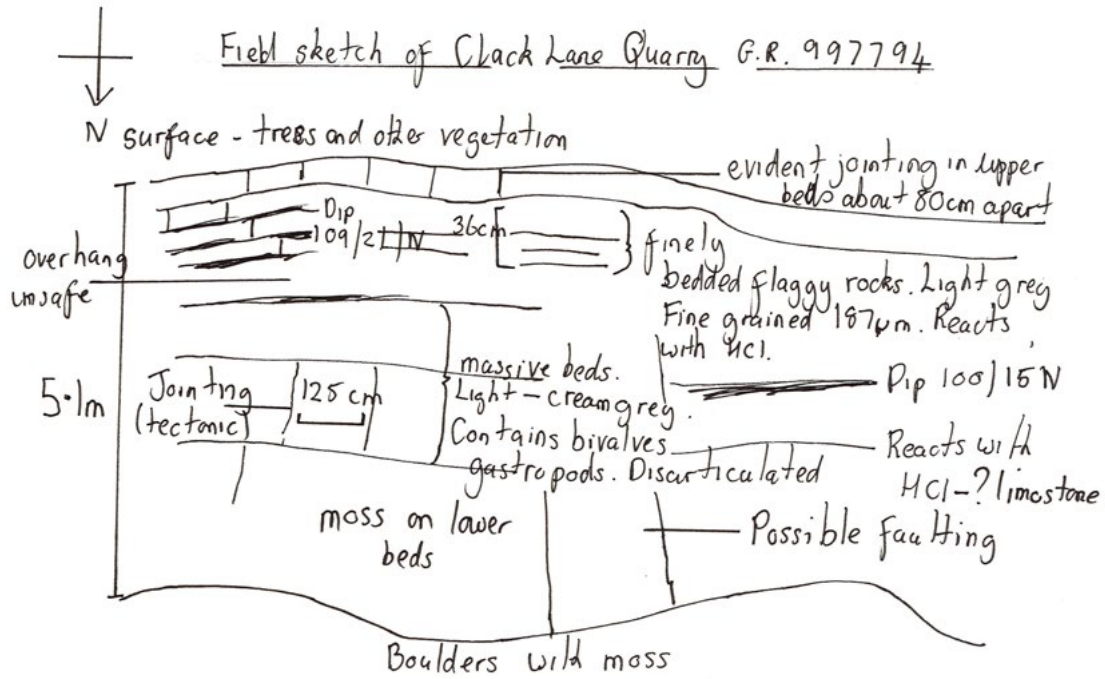 Field sketch of Clack Lane Quarry G.R. 997794
N
surface - trees and other vegetation
evident jointing in upper
beds about 80cm apart
Dip
109/21 N
36cm
finely
bedded flaggy rocks. Light grey
Fine grained 187μm. Reacts
with HCl.
overhang
unsafe
5.1m
Jointing
(tectonic)
125 cm
massive beds.
Light-cream grey.
Contains bivalves
gastropods. Disarticulated
Dip 100/15 N
Reacts with
HCl-?limestone
moss on lower
beds
Possible faulting
Boulders with moss